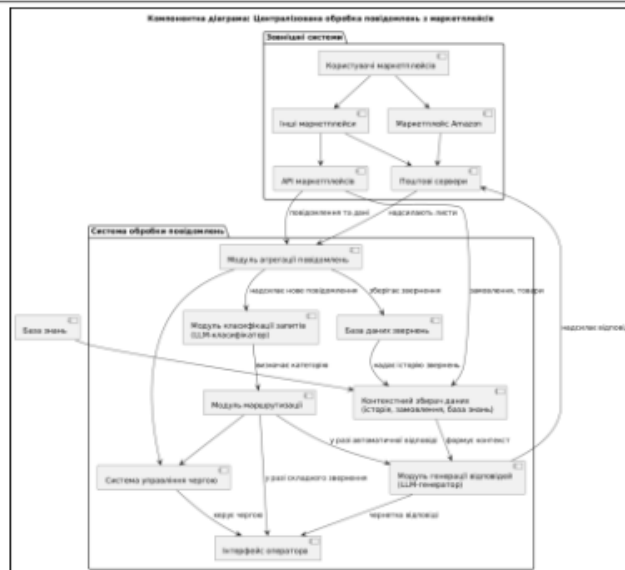 Компонентна діаграма: Централізована обробка повідомлень з маркетплейсів
Зовнішні системи
Користувачі маркетплейсів
Інші маркетплейси
Маркетплейс Amazon
API маркетплейсів
Поштові сервери
повідомлення та дані
надсилають листи
Система обробки повідомлень
Модуль агрегації повідомлень
замовлення, товари
надсилає нове повідомлення
зберігає звернення
База знань
Модуль класифікації запитів
(LLM-класифікатор)
База даних звернень
надсилає відпові
визначає категорію
надає історію звернень
Модуль маршрутизації
Контекстний збирач даних
(історія, замовлення, база знань)
у разі автоматичної відповіді
формує контекст
Система управління чергою
у разі складного звернення
Модуль генерації відповідей
(LLM-генератор)
керує чергою
чернетка відповіді
Інтерфейс оператора